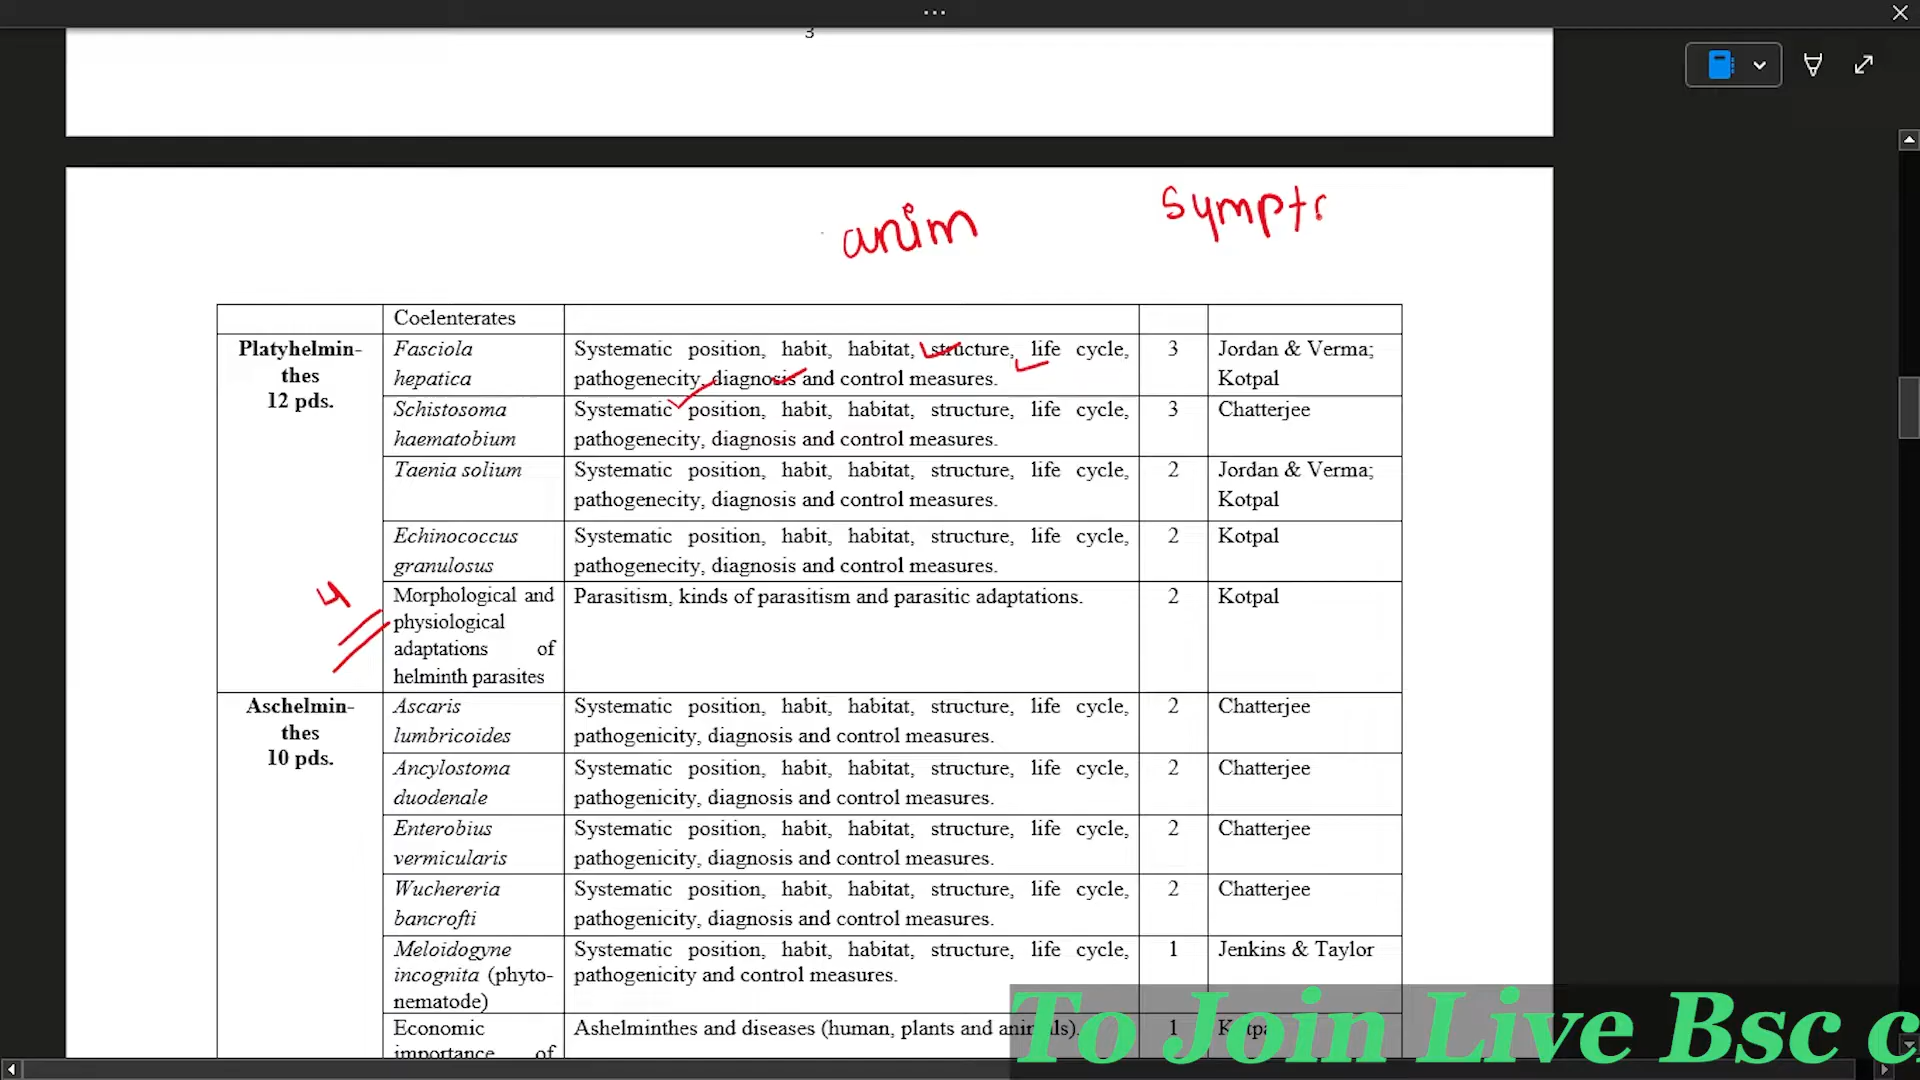 3
anim
Symptr
Coelenterates
Platyhelmin-
thes
12 pds.
Fasciola
hepatica
Systematic position, habit, habitat, structure, life cycle,
pathogenecity, diagnosis and control measures.
3
Jordan & Verma;
Kotpal
Schistosoma
haematobium
Systematic position, habit, habitat, structure, life cycle,
pathogenecity, diagnosis and control measures.
3
Chatterjee
Taenia solium
Systematic position, habit, habitat, structure, life cycle,
pathogenecity, diagnosis and control measures.
2
Jordan & Verma;
Kotpal
Echinococcus
granulosus
Systematic position, habit, habitat, structure, life cycle,
pathogenecity, diagnosis and control measures.
2
Kotpal
4
Morphological and
physiological
adaptations of
helminth parasites
Parasitism, kinds of parasitism and parasitic adaptations.
2
Kotpal
Aschelmin-
thes
10 pds.
Ascaris
lumbricoides
Systematic position, habit, habitat, structure, life cycle,
pathogenicity, diagnosis and control measures.
2
Chatterjee
Ancylostoma
duodenale
Systematic position, habit, habitat, structure, life cycle,
pathogenicity, diagnosis and control measures.
2
Chatterjee
Enterobius
vermicularis
Systematic position, habit, habitat, structure, life cycle,
pathogenicity, diagnosis and control measures.
2
Chatterjee
Wuchereria
bancrofti
Systematic position, habit, habitat, structure, life cycle,
pathogenicity, diagnosis and control measures.
2
Chatterjee
Meloidogyne
incognita (phyto-
nematode)
Systematic position, habit, habitat, structure, life cycle,
pathogenicity and control measures.
1
Jenkins & Taylor
Economic
importance of
Ashelminthes and diseases (human, plants and animals).
1
Kotpal
To Join Live Bsc c